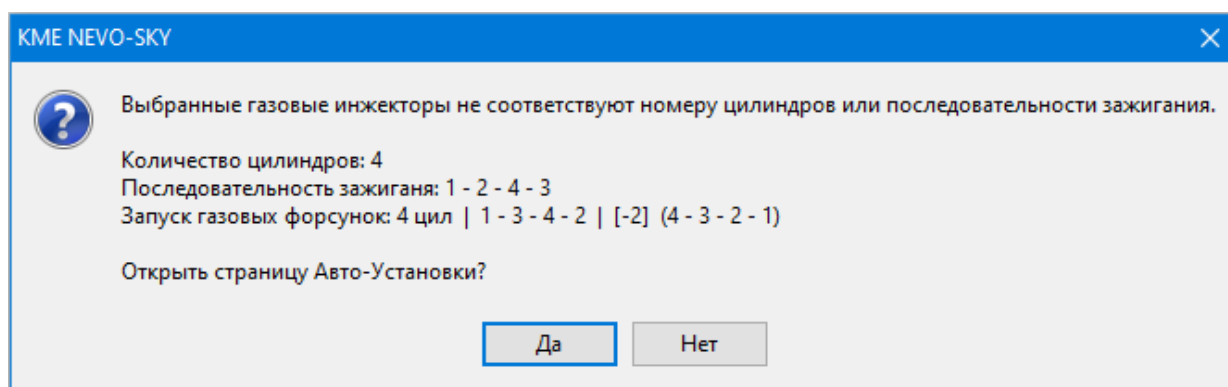 KME NEVO-SKY
Выбранные газовые инжекторы не соответствуют номеру цилиндров или последовательности зажигания.
Количество цилиндров: 4
Последовательность зажиганя: 1 - 2 - 4 - 3
Запуск газовых форсунок: 4 цил | 1 - 3 - 4 - 2 | [-2] (4 - 3 - 2 - 1)
Открыть страницу Авто-Установки?
Да
Нет